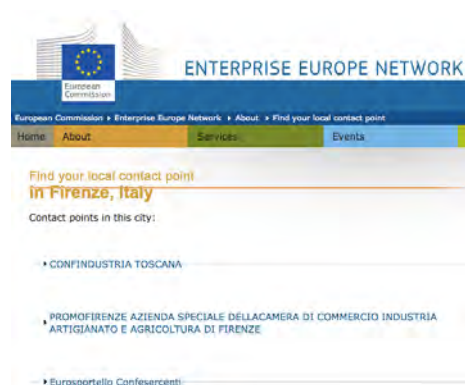 European
Commission
ENTERPRISE EUROPE NETWORK
European Commission ▸ Enterprise Europe Network ▸ About ▸ Find your local contact point
Home About Services Events
Find your local contact point
in Firenze, Italy
Contact points in this city:
▸ CONFINDUSTRIA TOSCANA
▸ PROMOFIRENZE AZIENDA SPECIALE DELLACAMERA DI COMMERCIO INDUSTRIA
ARTIGIANATO E AGRICOLTURA DI FIRENZE
▸ Eurosportello Confesercenti